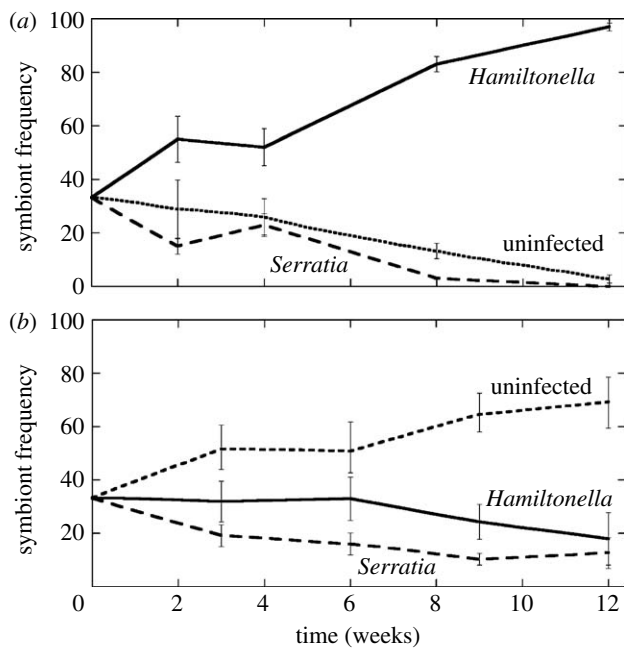 (a) 100
80
60
40
20
0
symbiont frequency
Hamiltonella
uninfected
Serratia
(b) 100
80
60
40
20
symbiont frequency
uninfected
Hamiltonella
Serratia
0 2 4 6 8 10 12
time (weeks)